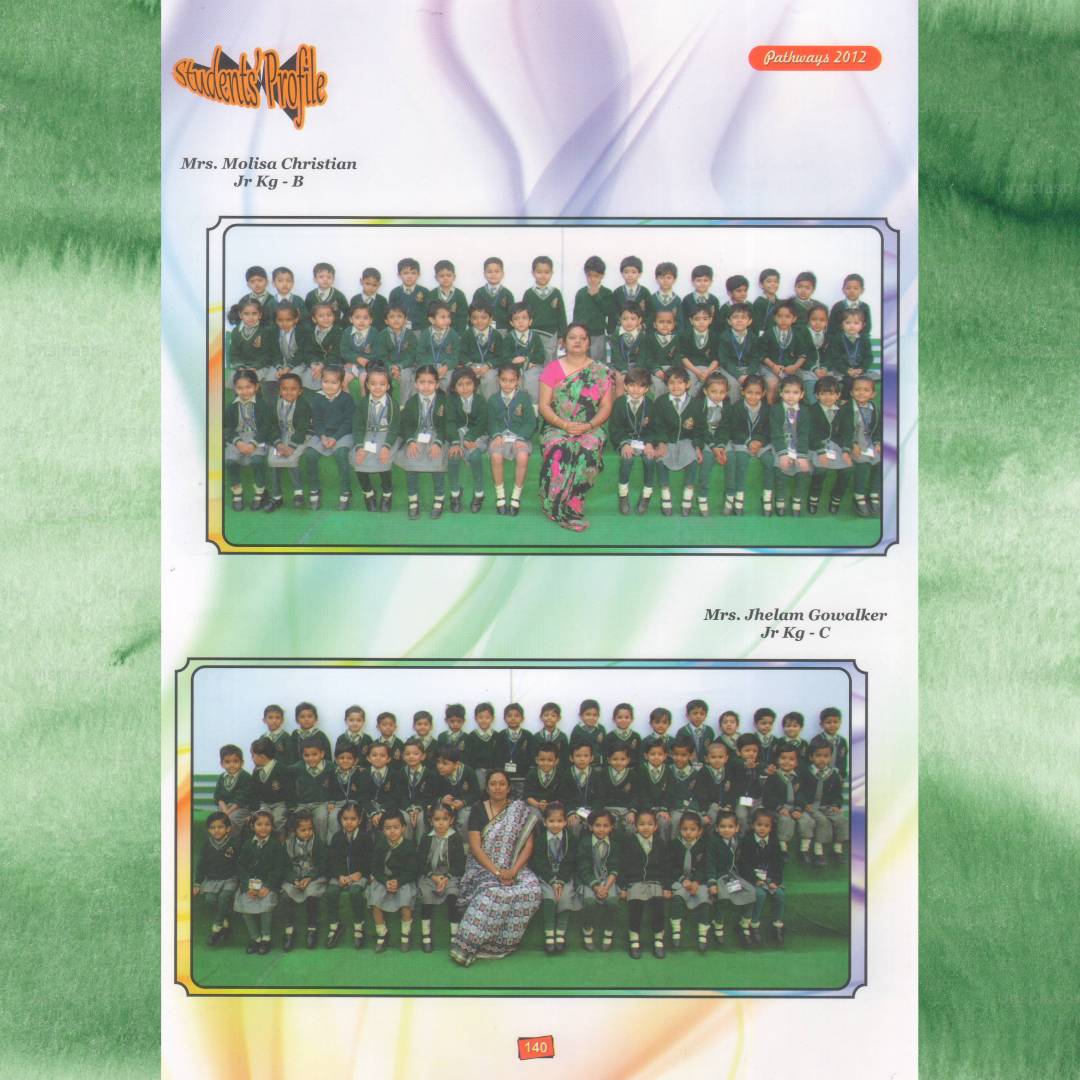 Students' Profile
Pathways 2012
Mrs. Molisa Christian
Jr Kg - B
Mrs. Jhelam Gowalker
Jr Kg - C
140